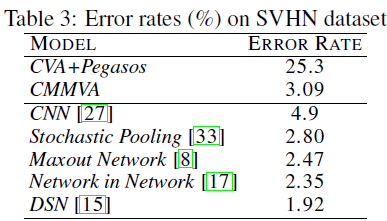 Table 3: Error rates (%) on SVHN dataset
MODEL ERROR RATE
CVA+Pegasos 25.3
CMMVA 3.09
CNN [27] 4.9
Stochastic Pooling [33] 2.80
Maxout Network [8] 2.47
Network in Network [17] 2.35
DSN [15] 1.92